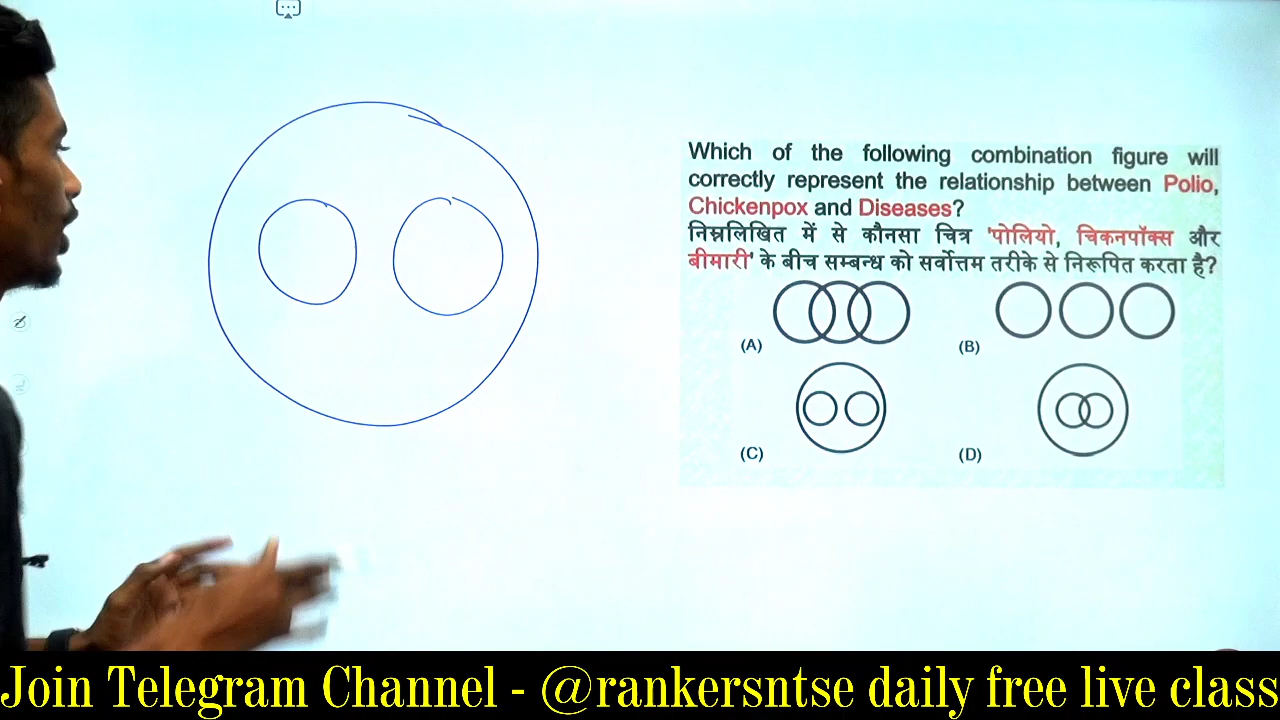 Which of the following combination figure will
correctly represent the relationship between Polio,
Chickenpox and Diseases?
निम्नलिखित में से कौनसा चित्र 'पोलियो, चिकनपॉक्स और
बीमारी' के बीच सम्बन्ध को सर्वोत्तम तरीके से निरूपित करता है?
(A)
(B)
(C)
(D)
Join Telegram Channel - @rankersntse daily free live class